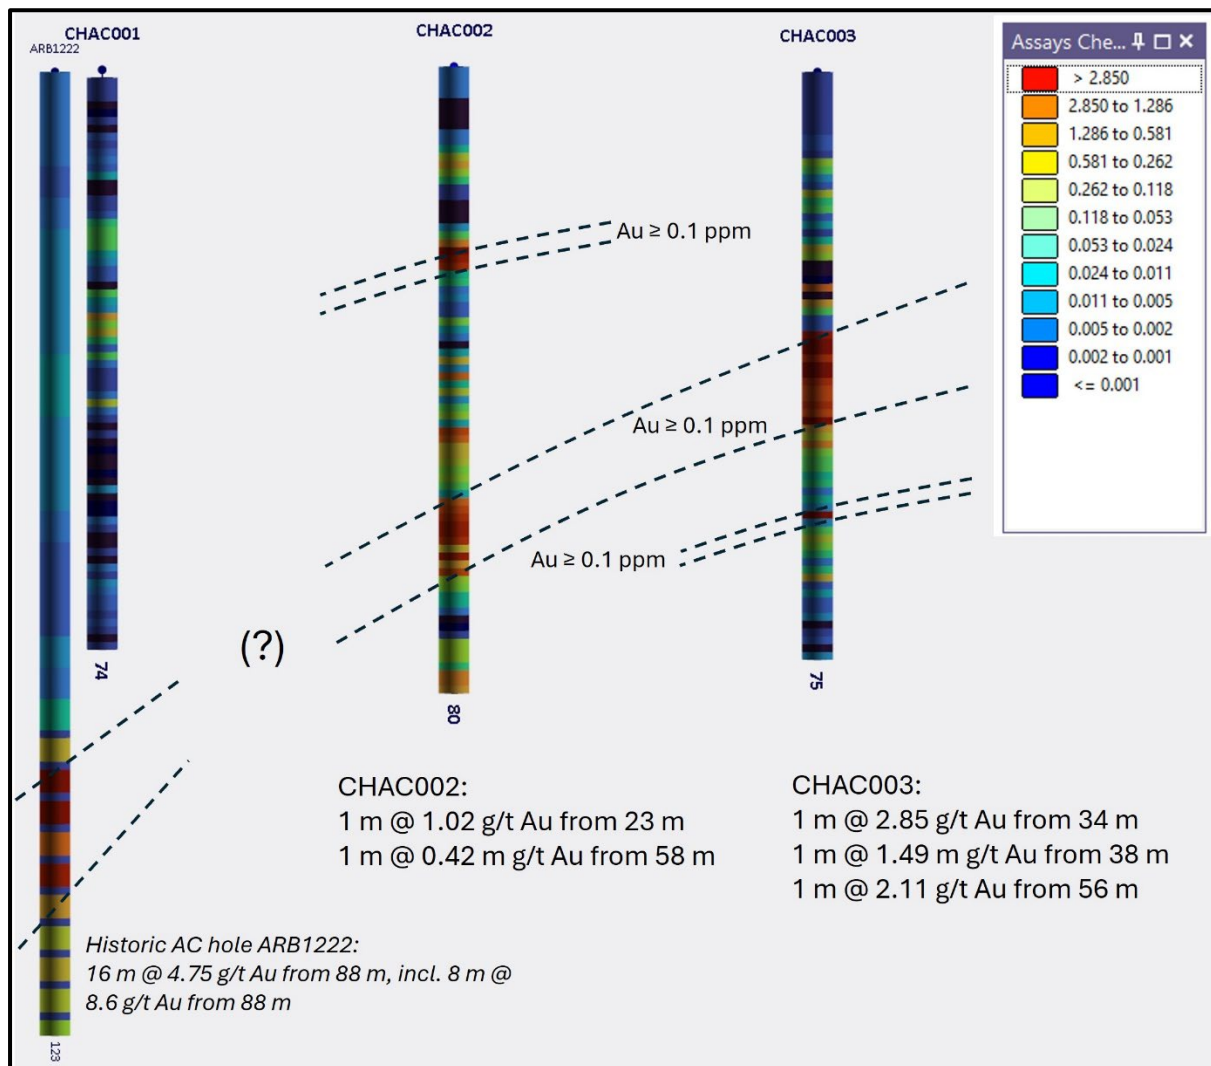 CHAC001
ARB1222
CHAC002
CHAC003
Assays Che...
> 2.850
2.850 to 1.286
1.286 to 0.581
0.581 to 0.262
0.262 to 0.118
0.118 to 0.053
0.053 to 0.024
0.024 to 0.011
0.011 to 0.005
0.005 to 0.002
0.002 to 0.001
<= 0.001
Au ≥ 0.1 ppm
Au ≥ 0.1 ppm
Au ≥ 0.1 ppm
(?)
74
80
75
CHAC002:
1 m @ 1.02 g/t Au from 23 m
1 m @ 0.42 m g/t Au from 58 m
CHAC003:
1 m @ 2.85 g/t Au from 34 m
1 m @ 1.49 m g/t Au from 38 m
1 m @ 2.11 g/t Au from 56 m
Historic AC hole ARB1222:
16 m @ 4.75 g/t Au from 88 m, incl. 8 m @
8.6 g/t Au from 88 m
123